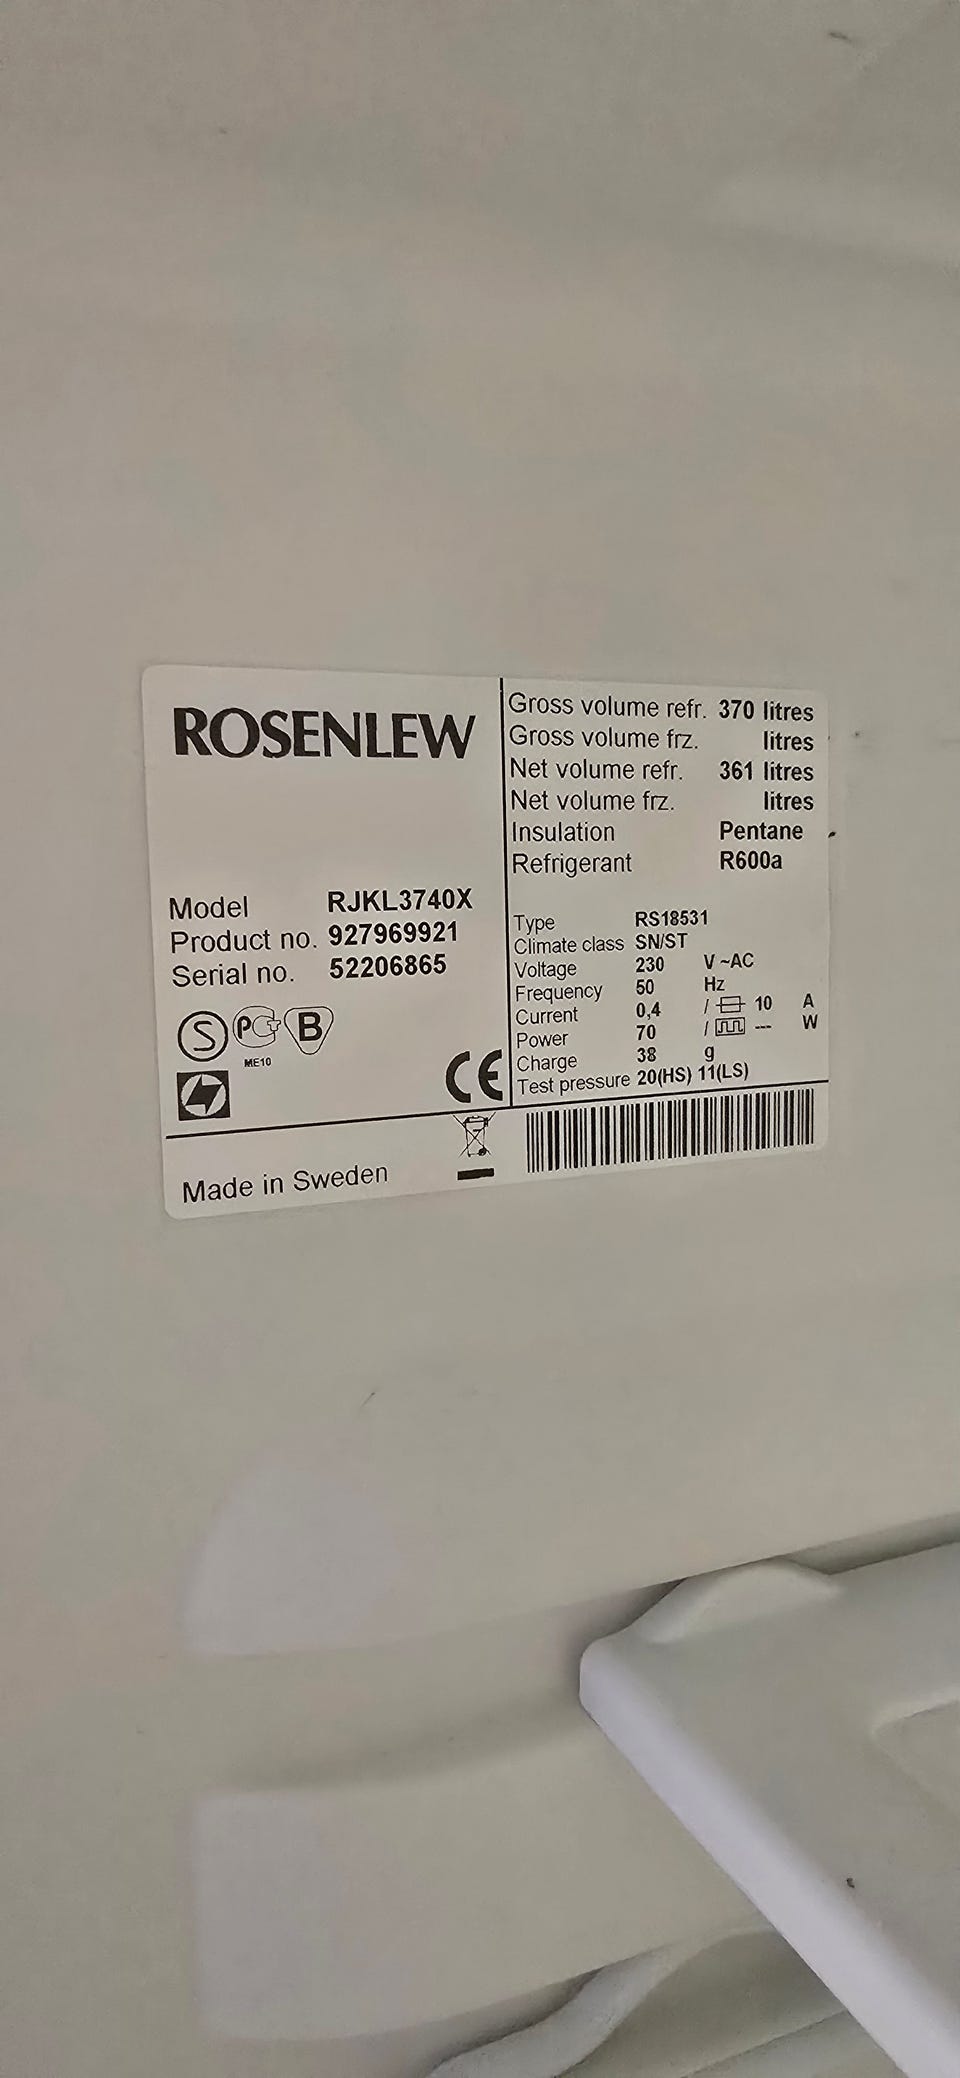 ROSENLEW
Model RJKL3740X
Product no. 927969921
Serial no. 52206865
S PCT B
ME10
CE
Made in Sweden
Gross volume refr. 370 litres
Gross volume frz. litres
Net volume refr. 361 litres
Net volume frz. litres
Insulation Pentane
Refrigerant R600a
Type RS18531
Climate class SN/ST
Voltage 230 V ~AC
Frequency 50 Hz
Current 0,4 / 10 A
Power 70 / --- W
Charge 38 g
Test pressure 20(HS) 11(LS)